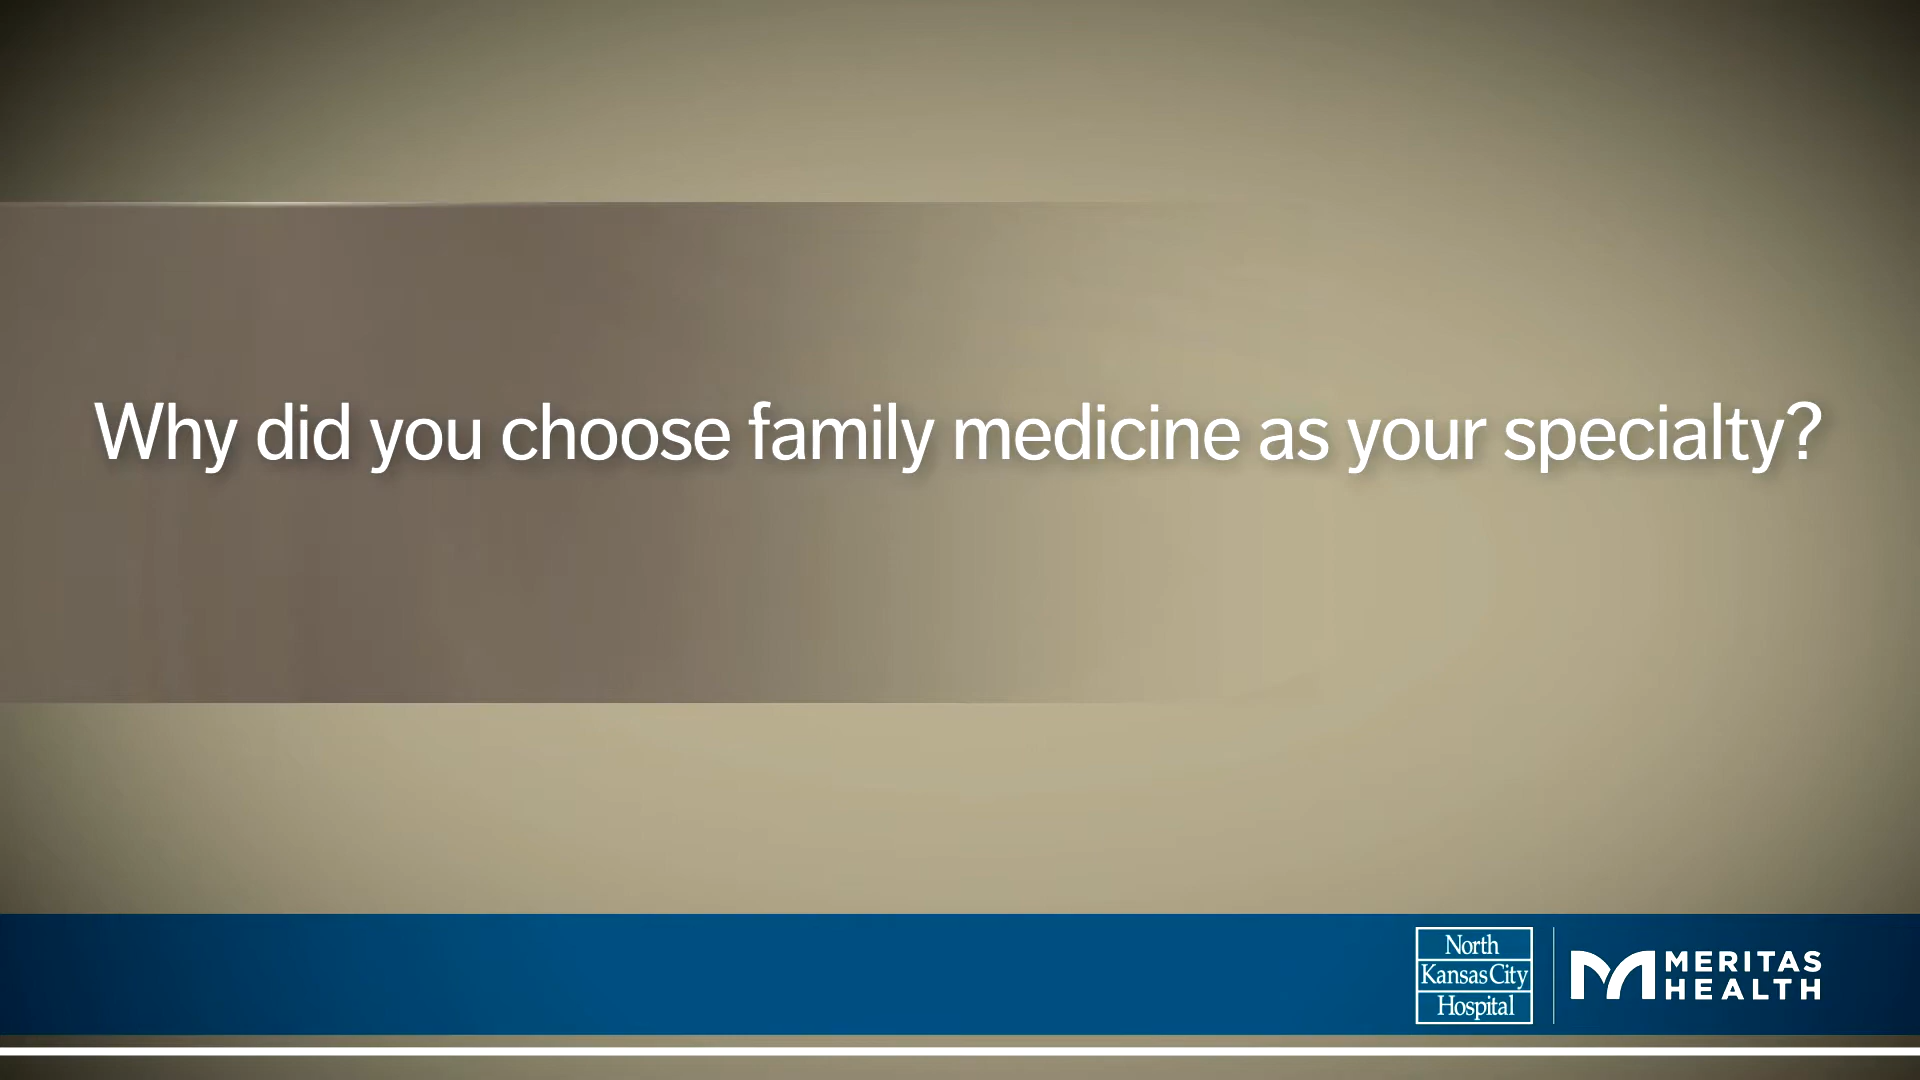 Why did you choose family medicine as your specialty?
North
Kansas City
Hospital
MERITAS
HEALTH